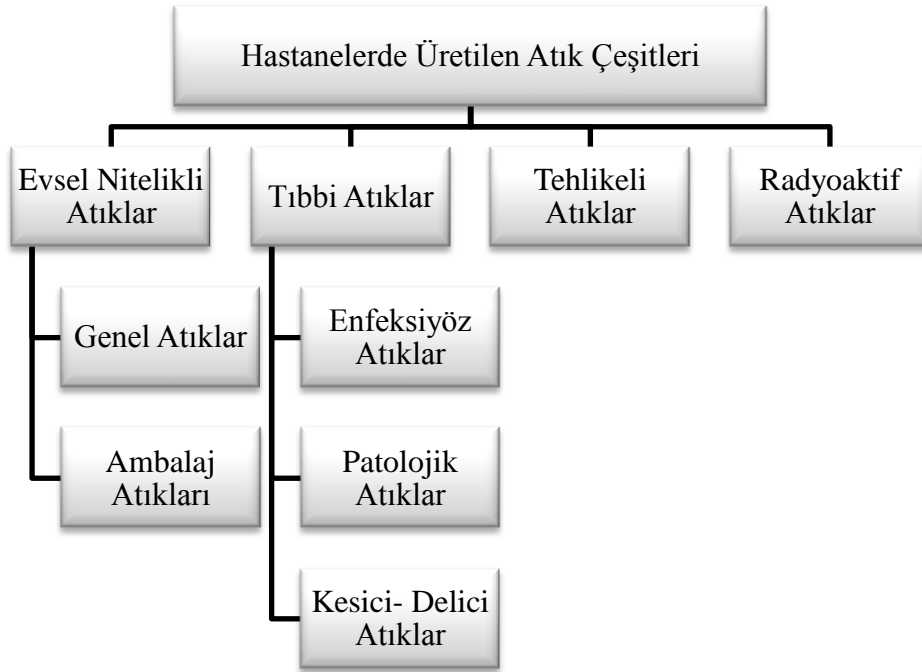 Hastanelerde Üretilen Atık Çeşitleri
Evsel Nitelikli
Atıklar
Genel Atıklar
Ambalaj
Atıkları
Tıbbi Atıklar
Enfeksiyöz
Atıklar
Patolojik
Atıklar
Kesici- Delici
Atıklar
Tehlikeli
Atıklar
Radyoaktif
Atıklar